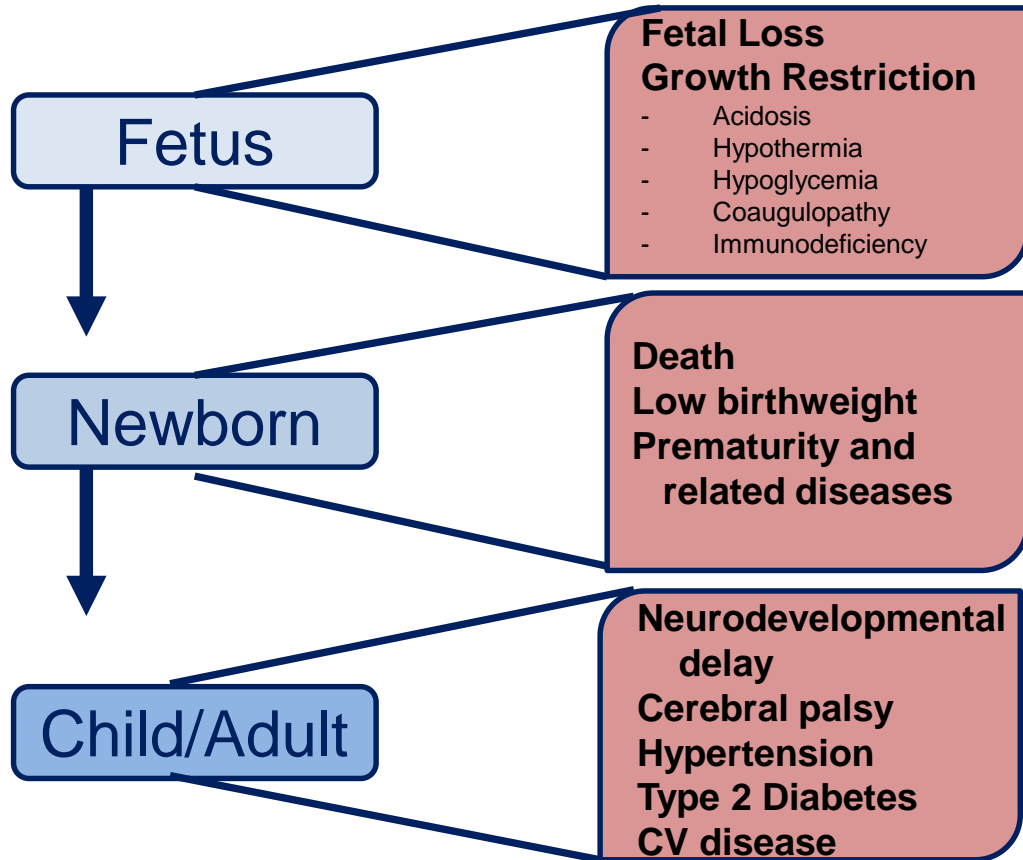 Fetus
Fetal Loss
Growth Restriction
- Acidosis
- Hypothermia
- Hypoglycemia
- Coaugulopathy
- Immunodeficiency
Newborn
Death
Low birthweight
Prematurity and
related diseases
Child/Adult
Neurodevelopmental
delay
Cerebral palsy
Hypertension
Type 2 Diabetes
CV disease